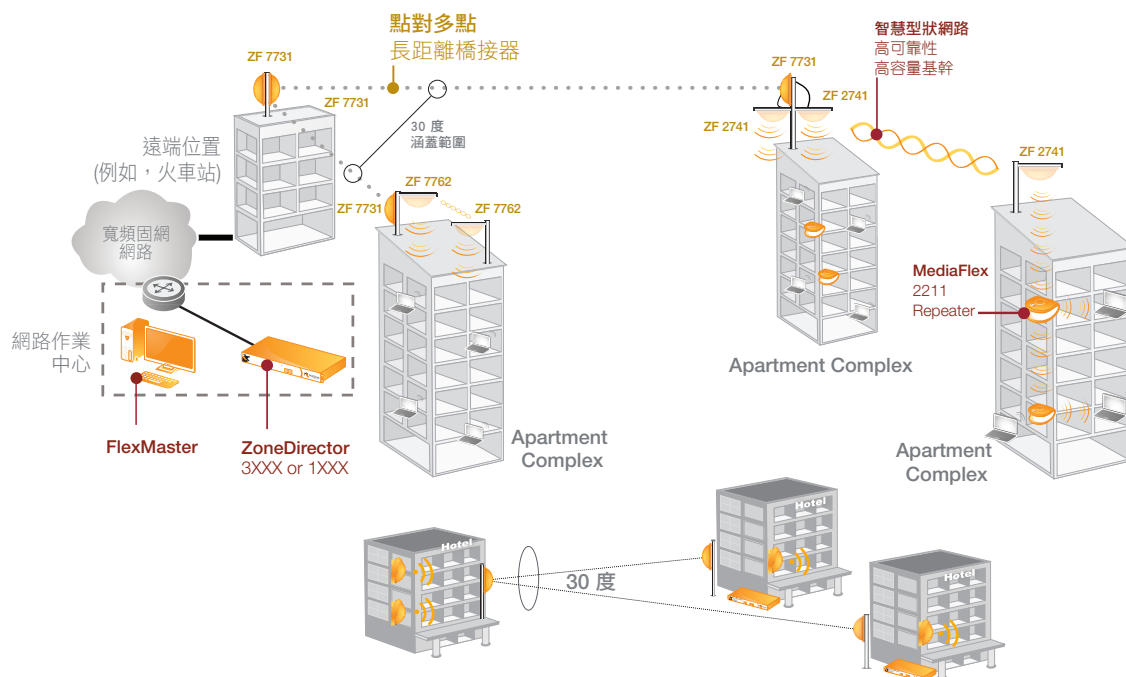 點對多點
長距離橋接器
ZF 7731
ZF 7731
30 度
涵蓋範圍
遠端位置
(例如，火車站)
寬頻固網
網路
ZF 7762
ZF 7731
ZF 7762
智慧型狀網路
高可靠性
高容量基幹
ZF 7731
ZF 2741
ZF 2741
ZF 2741
MediaFlex
2211
Repeater
Apartment Complex
網路作業
中心
FlexMaster
ZoneDirector
3XXX or 1XXX
Apartment
Complex
Apartment
Complex
Hotel
30 度
Hotel
Hotel